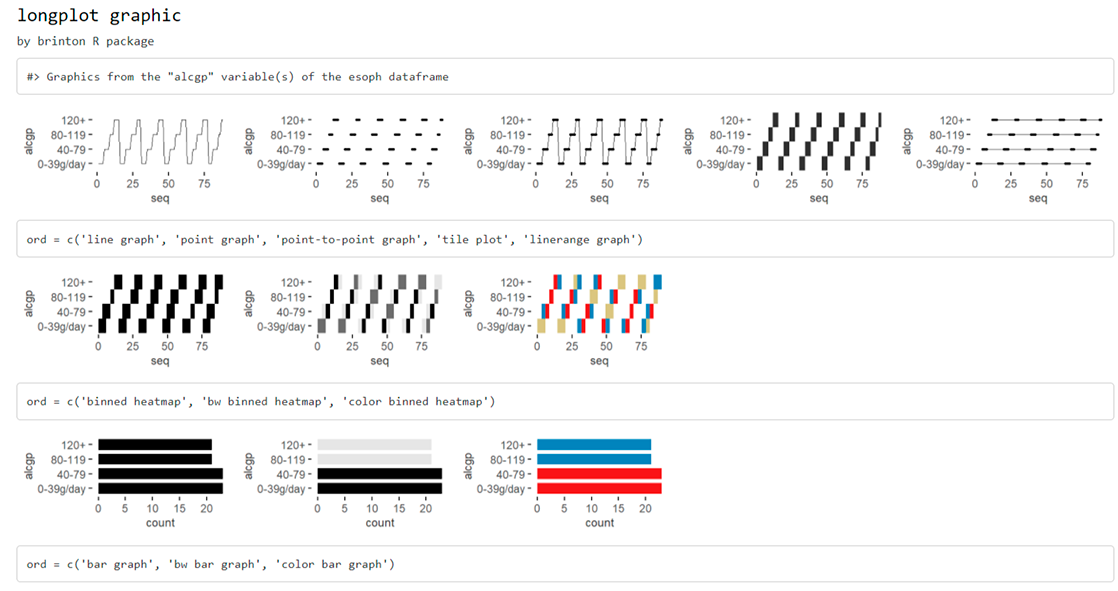 longplot graphic
by brinton R package
#> Graphics from the "alcgp" variable(s) of the esoph dataframe
alcgp
120+
80-119
40-79
0-39g/day
0 25 50 75
seq
alcgp
120+
80-119
40-79
0-39g/day
0 25 50 75
seq
alcgp
120+
80-119
40-79
0-39g/day
0 25 50 75
seq
alcgp
120+
80-119
40-79
0-39g/day
0 25 50 75
seq
alcgp
120+
80-119
40-79
0-39g/day
0 25 50 75
seq
ord = c('line graph', 'point graph', 'point-to-point graph', 'tile plot', 'linerange graph')
alcgp
120+
80-119
40-79
0-39g/day
0 25 50 75
seq
alcgp
120+
80-119
40-79
0-39g/day
0 25 50 75
seq
alcgp
120+
80-119
40-79
0-39g/day
0 25 50 75
seq
ord = c('binned heatmap', 'bw binned heatmap', 'color binned heatmap')
alcgp
120+
80-119
40-79
0-39g/day
0 5 10 15 20
count
alcgp
120+
80-119
40-79
0-39g/day
0 5 10 15 20
count
alcgp
120+
80-119
40-79
0-39g/day
0 5 10 15 20
count
ord = c('bar graph', 'bw bar graph', 'color bar graph')